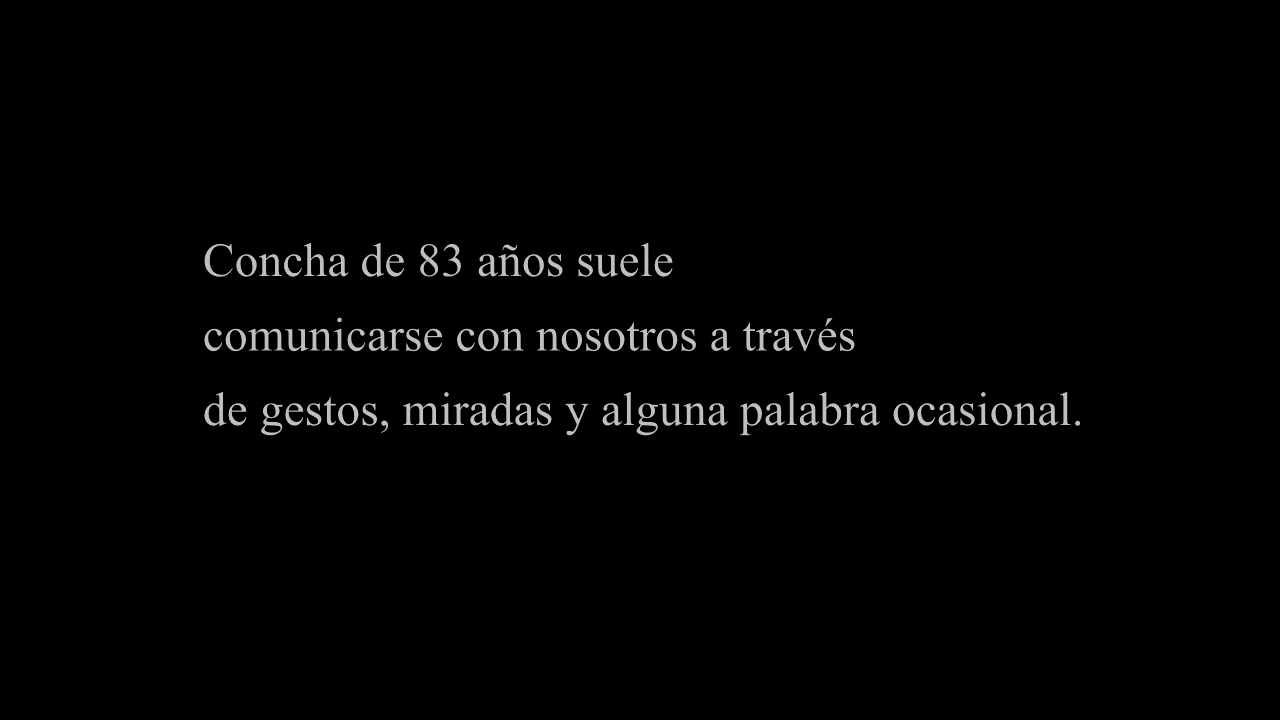 Concha de 83 años suele
comunicarse con nosotros a través
de gestos, miradas y alguna palabra ocasional.